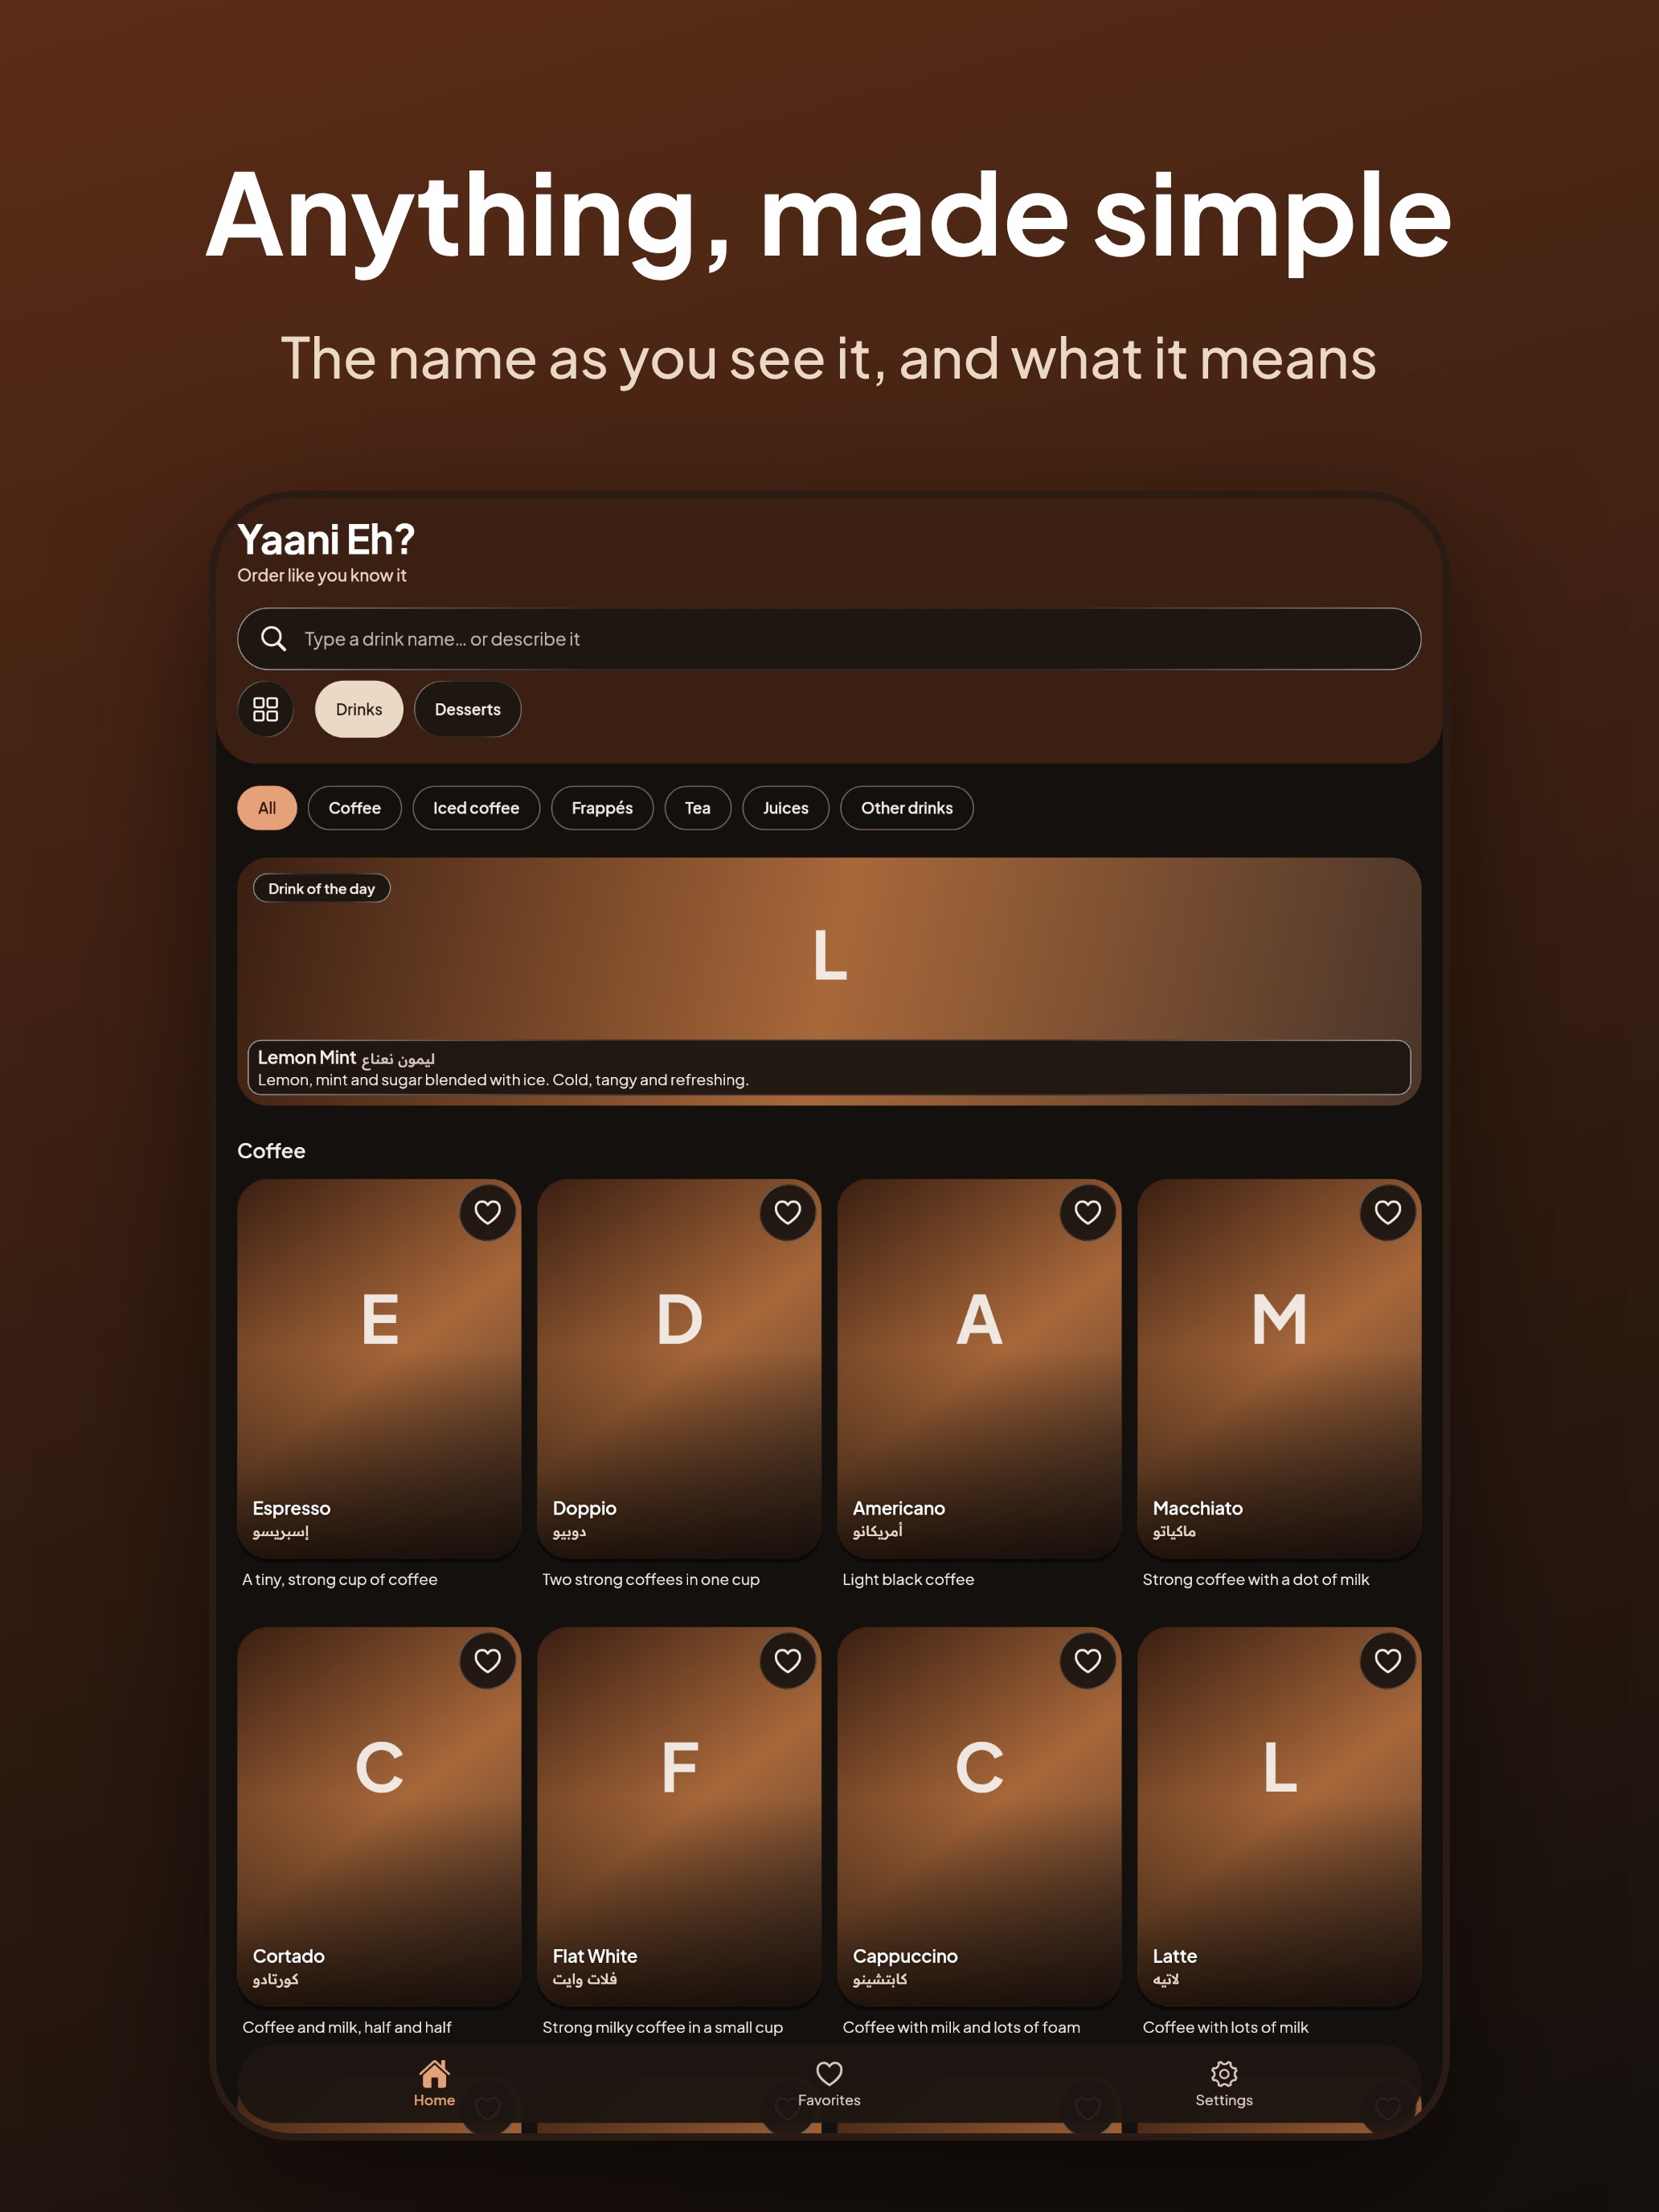 Anything, made simple
The name as you see it, and what it means
Yaani Eh?
Order like you know it
Type a drink name... or describe it
Drinks
Desserts
All
Coffee
Iced coffee
Frappés
Tea
Juices
Other drinks
Drink of the day
L
Lemon Mint ليمون نعناع
Lemon, mint and sugar blended with ice. Cold, tangy and refreshing.
Coffee
E
Espresso
إسبريسو
A tiny, strong cup of coffee
D
Doppio
دوبيو
Two strong coffees in one cup
A
Americano
أمريكانو
Light black coffee
M
Macchiato
ماكياتو
Strong coffee with a dot of milk
C
Cortado
كورتادو
Coffee and milk, half and half
F
Flat White
فلات وايت
Strong milky coffee in a small cup
C
Cappuccino
كابتشينو
Coffee with milk and lots of foam
L
Latte
لاتيه
Coffee with lots of milk
Home
Favorites
Settings